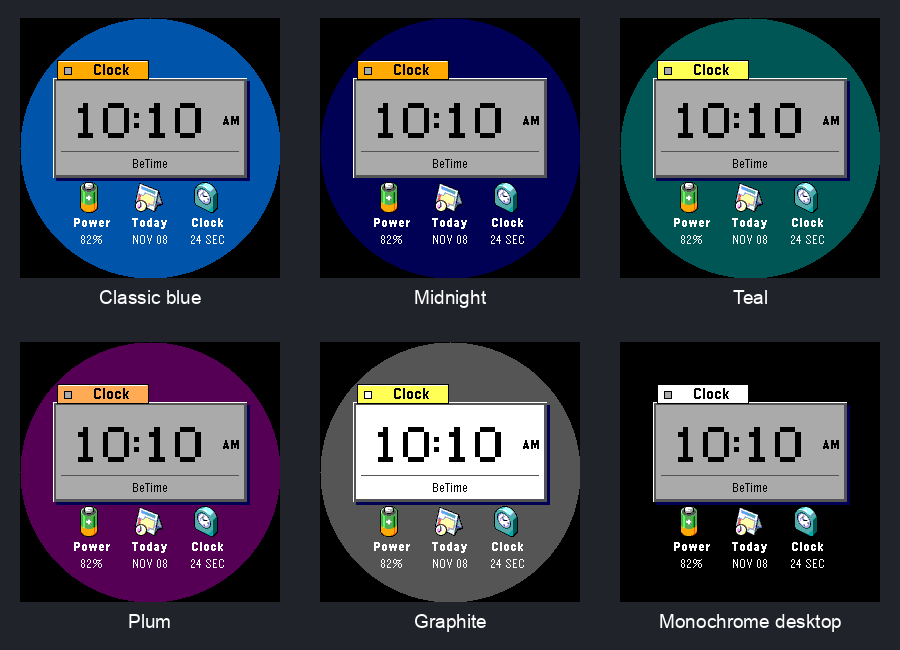 Clock
10:10 AM
BeTime
Power Today Clock
82% NOV 08 24 SEC
Classic blue
Clock
10:10 AM
BeTime
Power Today Clock
82% NOV 08 24 SEC
Midnight
Clock
10:10 AM
BeTime
Power Today Clock
82% NOV 08 24 SEC
Teal
Clock
10:10 AM
BeTime
Power Today Clock
82% NOV 08 24 SEC
Plum
Clock
10:10 AM
BeTime
Power Today Clock
82% NOV 08 24 SEC
Graphite
Clock
10:10 AM
BeTime
Power Today Clock
82% NOV 08 24 SEC
Monochrome desktop